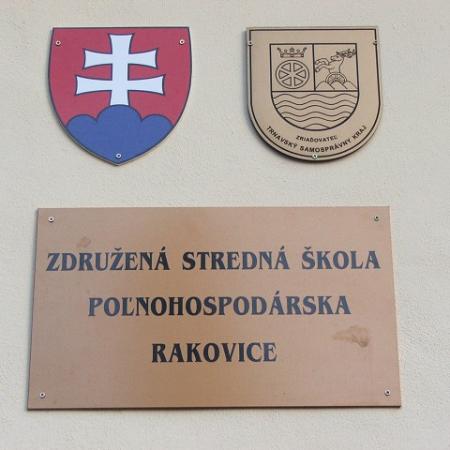 ZRIAĎOVATEĽ
TRNAVSKÝ SAMOSPRÁVNY KRAJ
ZDRUŽENÁ STREDNÁ ŠKOLA
POĽNOHOSPODÁRSKA
RAKOVICE